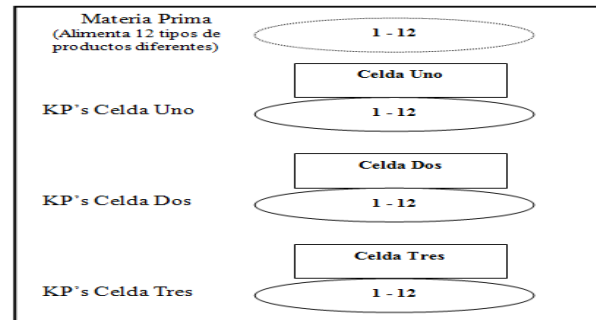 Materia Prima
(Alimenta 12 tipos de
productos diferentes)
1 - 12
Celda Uno
KP's Celda Uno
1 - 12
Celda Dos
KP's Celda Dos
1 - 12
Celda Tres
KP's Celda Tres
1 - 12